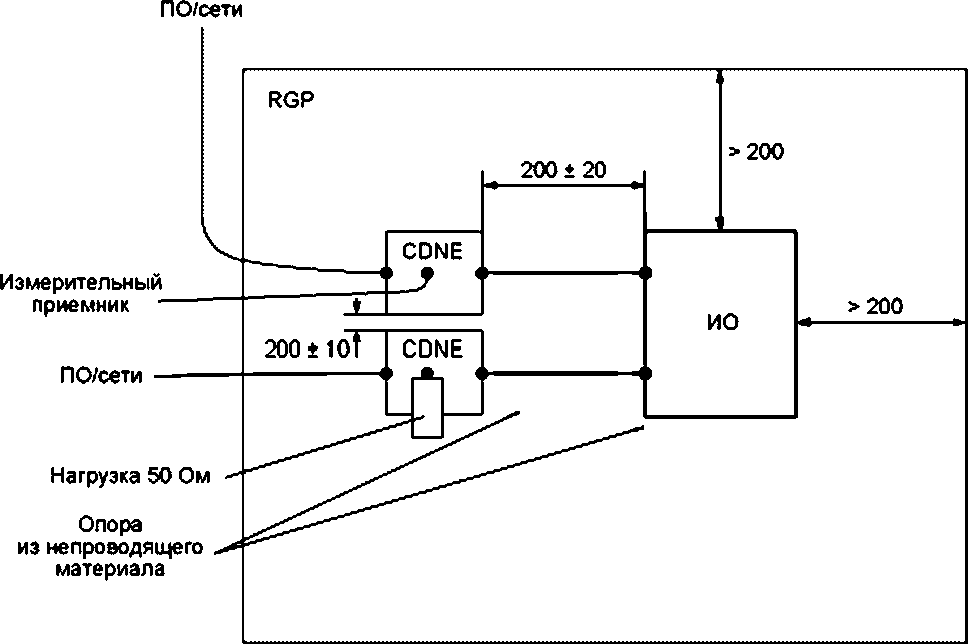 ПО/сети
RGP
> 200
200 ± 20
CDNE
Измерительный
приемник
> 200
ИО
200 ± 10
CDNE
ПО/сети
Нагрузка 50 Ом
Опора
из непроводящего
материала